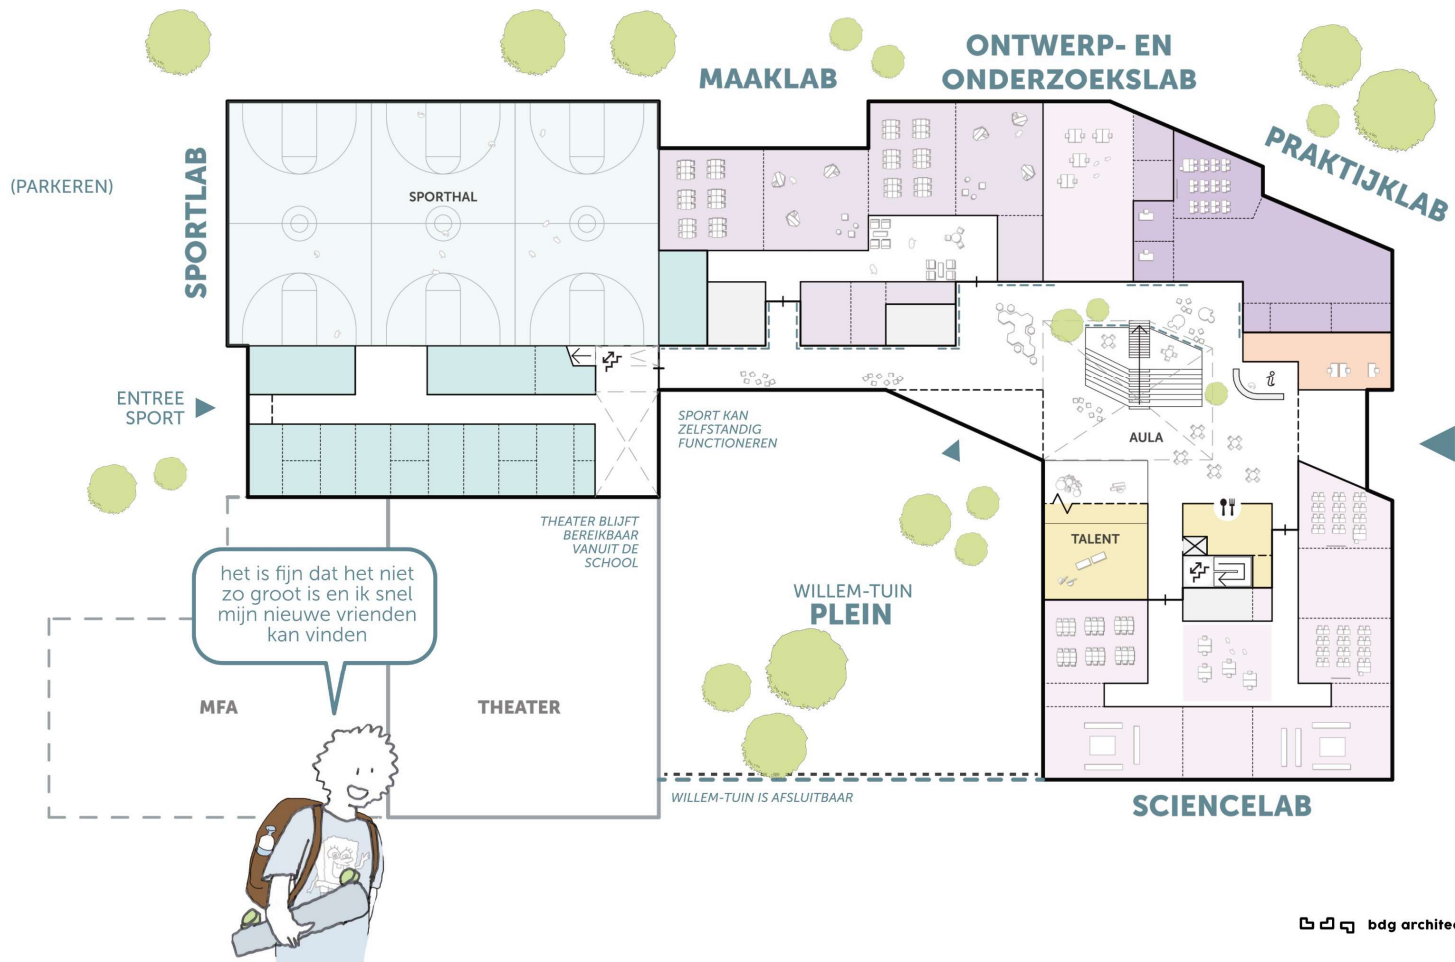 MAAKLAB
ONTWERP- EN
ONDERZOEKSLAB
PRAKTIJKLAB
(PARKEREN)
SPORTLAB
SPORTHAL
ENTREE
SPORT
SPORT KAN
ZELFSTANDIG
FUNCTIONEREN
i
AULA
THEATER BLIJFT
BEREIKBAAR
VANUIT DE
SCHOOL
TALENT
het is fijn dat het niet
zo groot is en ik snel
mijn nieuwe vrienden
kan vinden
WILLEM-TUIN
PLEIN
MFA
THEATER
WILLEM-TUIN IS AFSLUITBAAR
SCIENCELAB
bdg architec